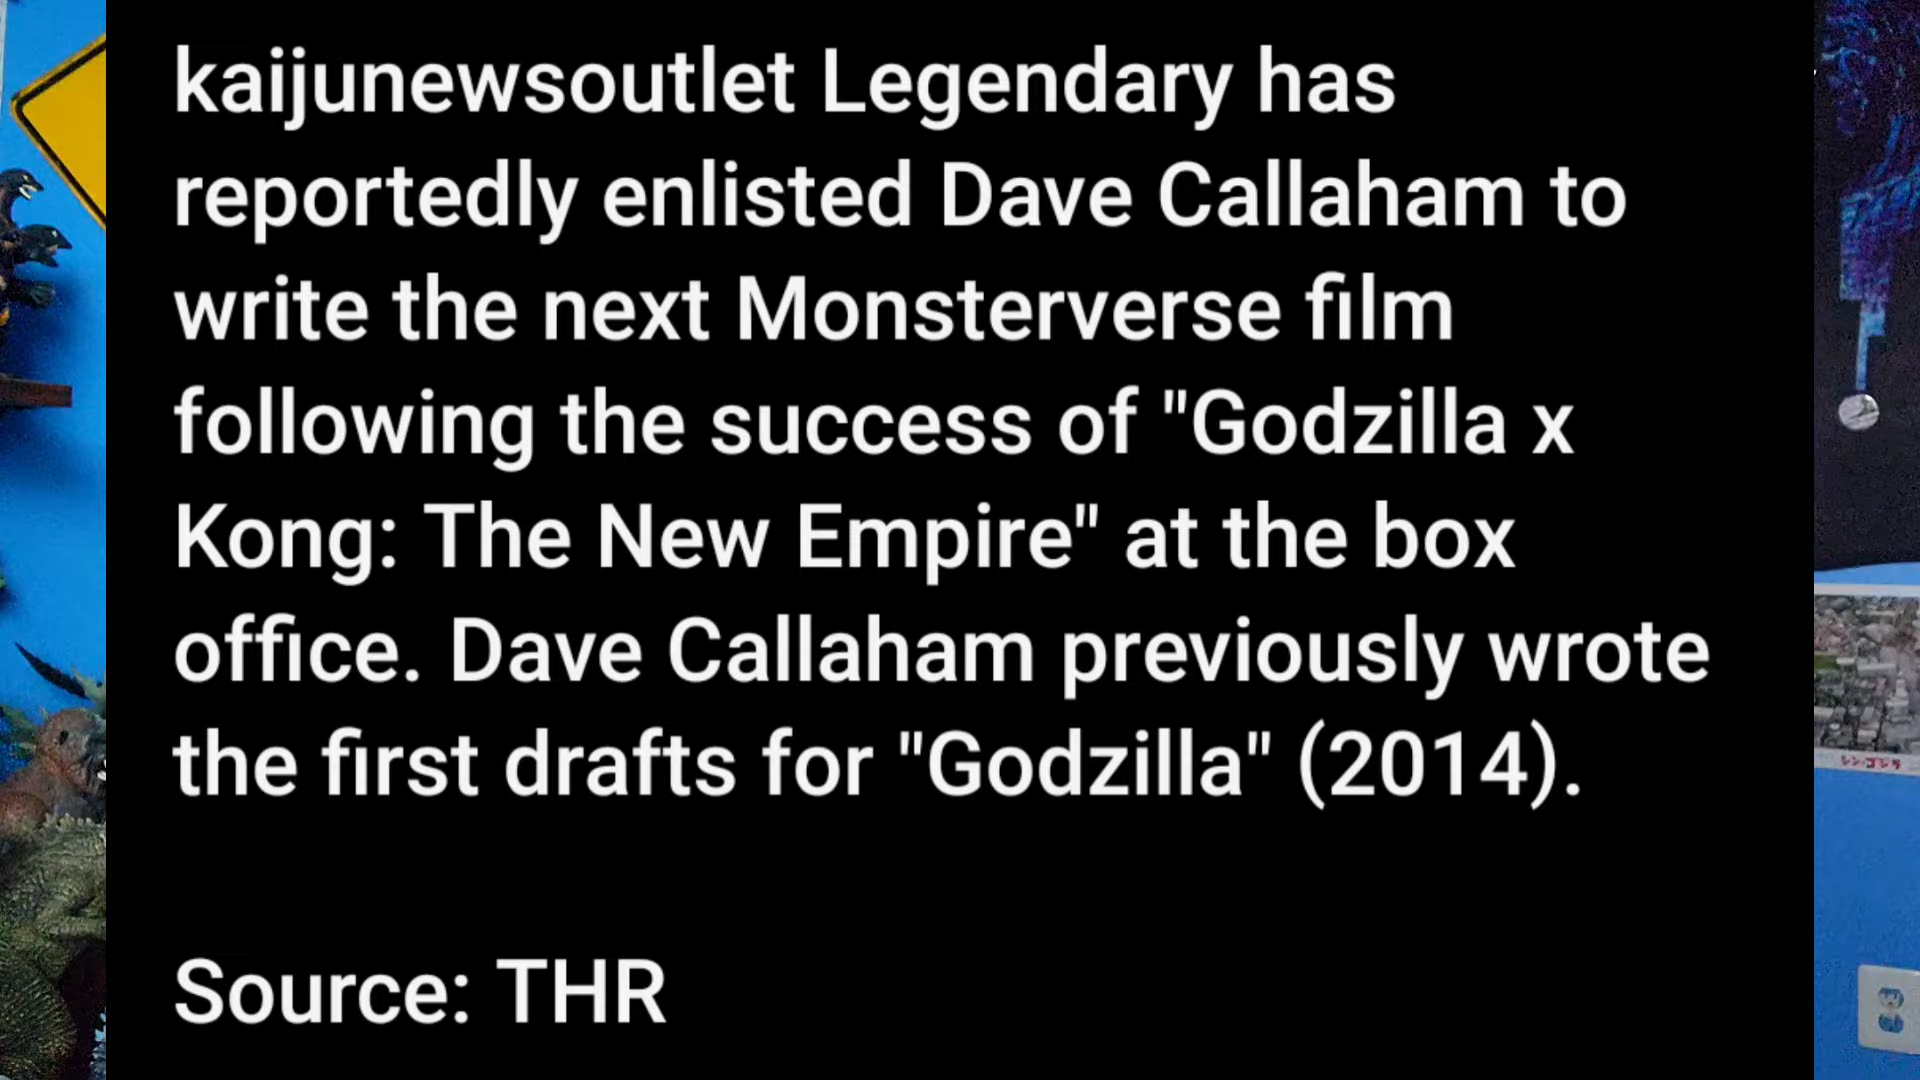 kaijunewsoutlet Legendary has
reportedly enlisted Dave Callaham to
write the next Monsterverse film
following the success of "Godzilla x
Kong: The New Empire" at the box
office. Dave Callaham previously wrote
the first drafts for "Godzilla" (2014).
Source: THR